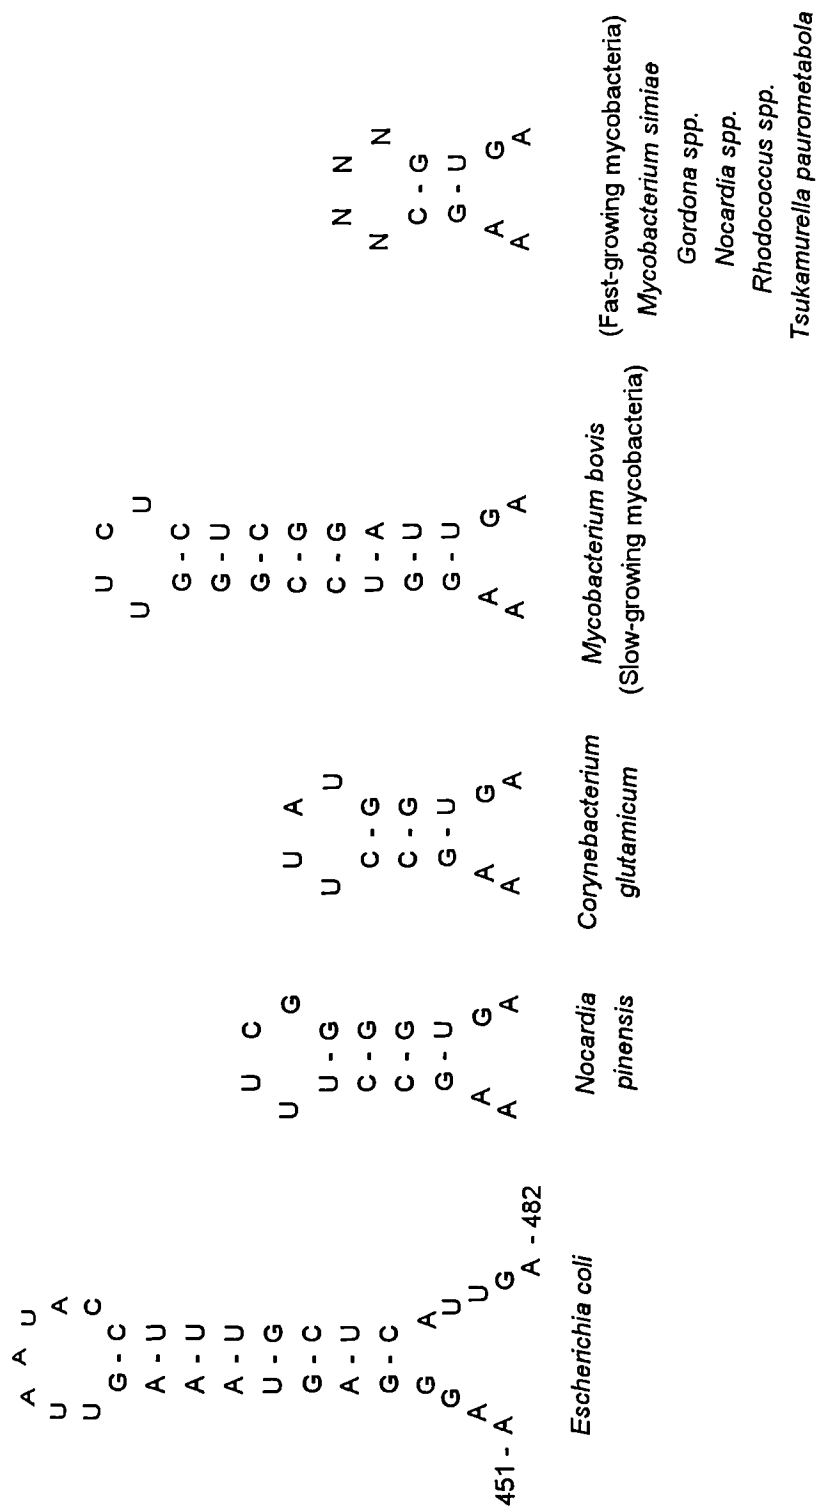 A A U
U A
U C
G - C
A - U
A - U
A - U
U - G
G - C
A - U
G - C
G A
G U
A U
451 - A G
A - 482
Escherichia coli
U C
U G
U - G
C - G
C - G
G - U
A G
A A
Nocardia
pinensis
U A
U U
C - G
C - G
G - U
A G
A A
Corynebacterium
glutamicum
U C
U U
G - C
G - U
G - C
C - G
C - G
U - A
G - U
G - U
A G
A A
Mycobacterium bovis
(Slow-growing mycobacteria)
N N
N N
C - G
G - U
A G
A A
(Fast-growing mycobacteria)
Mycobacterium simiae
Gordona spp.
Nocardia spp.
Rhodococcus spp.
Tsukamurella paurometabola